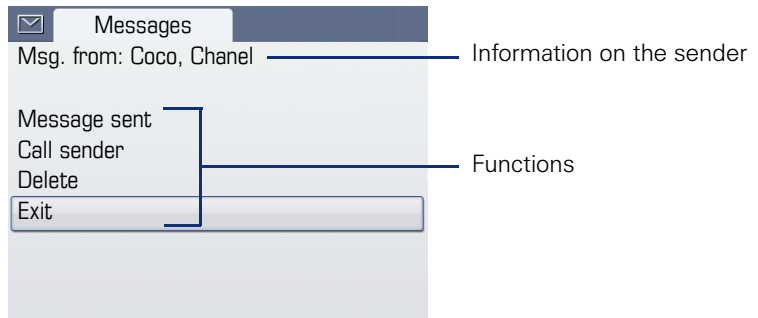 Messages
Msg. from: Coco, Chanel
Information on the sender
Message sent
Call sender
Delete
Exit
Functions